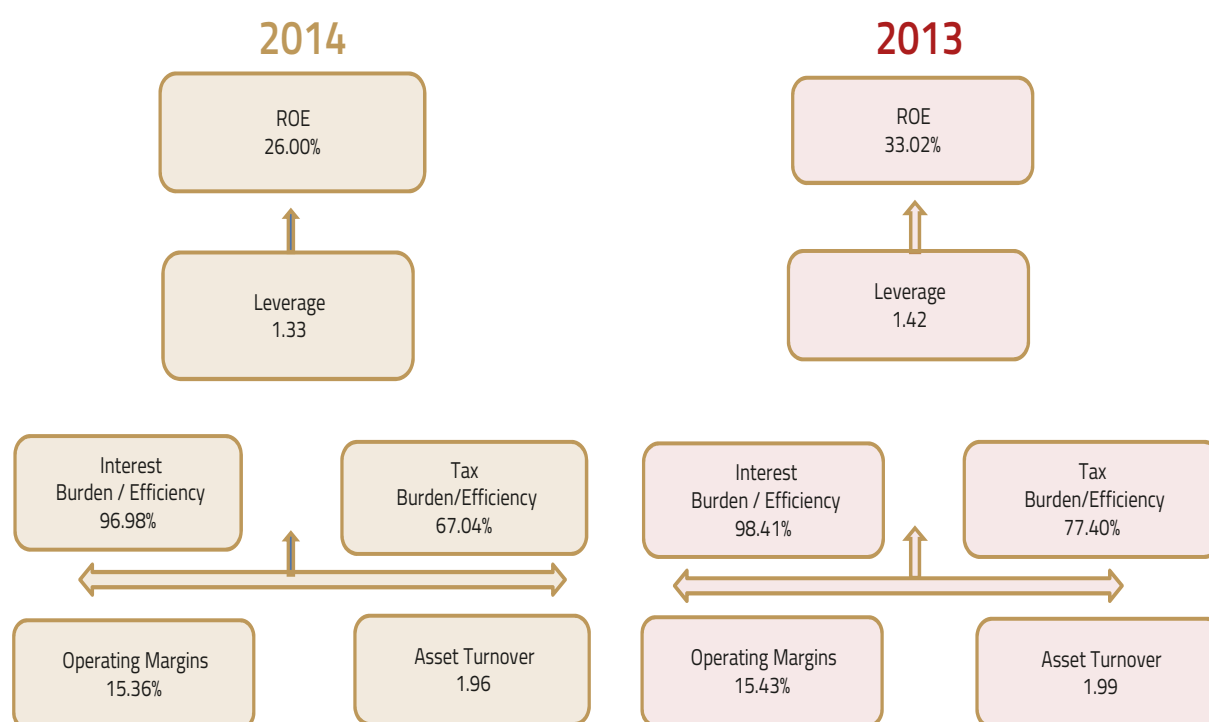 2014
ROE
26.00%
Leverage
1.33
Interest
Burden / Efficiency
96.98%
Tax
Burden/Efficiency
67.04%
Operating Margins
15.36%
Asset Turnover
1.96
2013
ROE
33.02%
Leverage
1.42
Interest
Burden / Efficiency
98.41%
Tax
Burden/Efficiency
77.40%
Operating Margins
15.43%
Asset Turnover
1.99